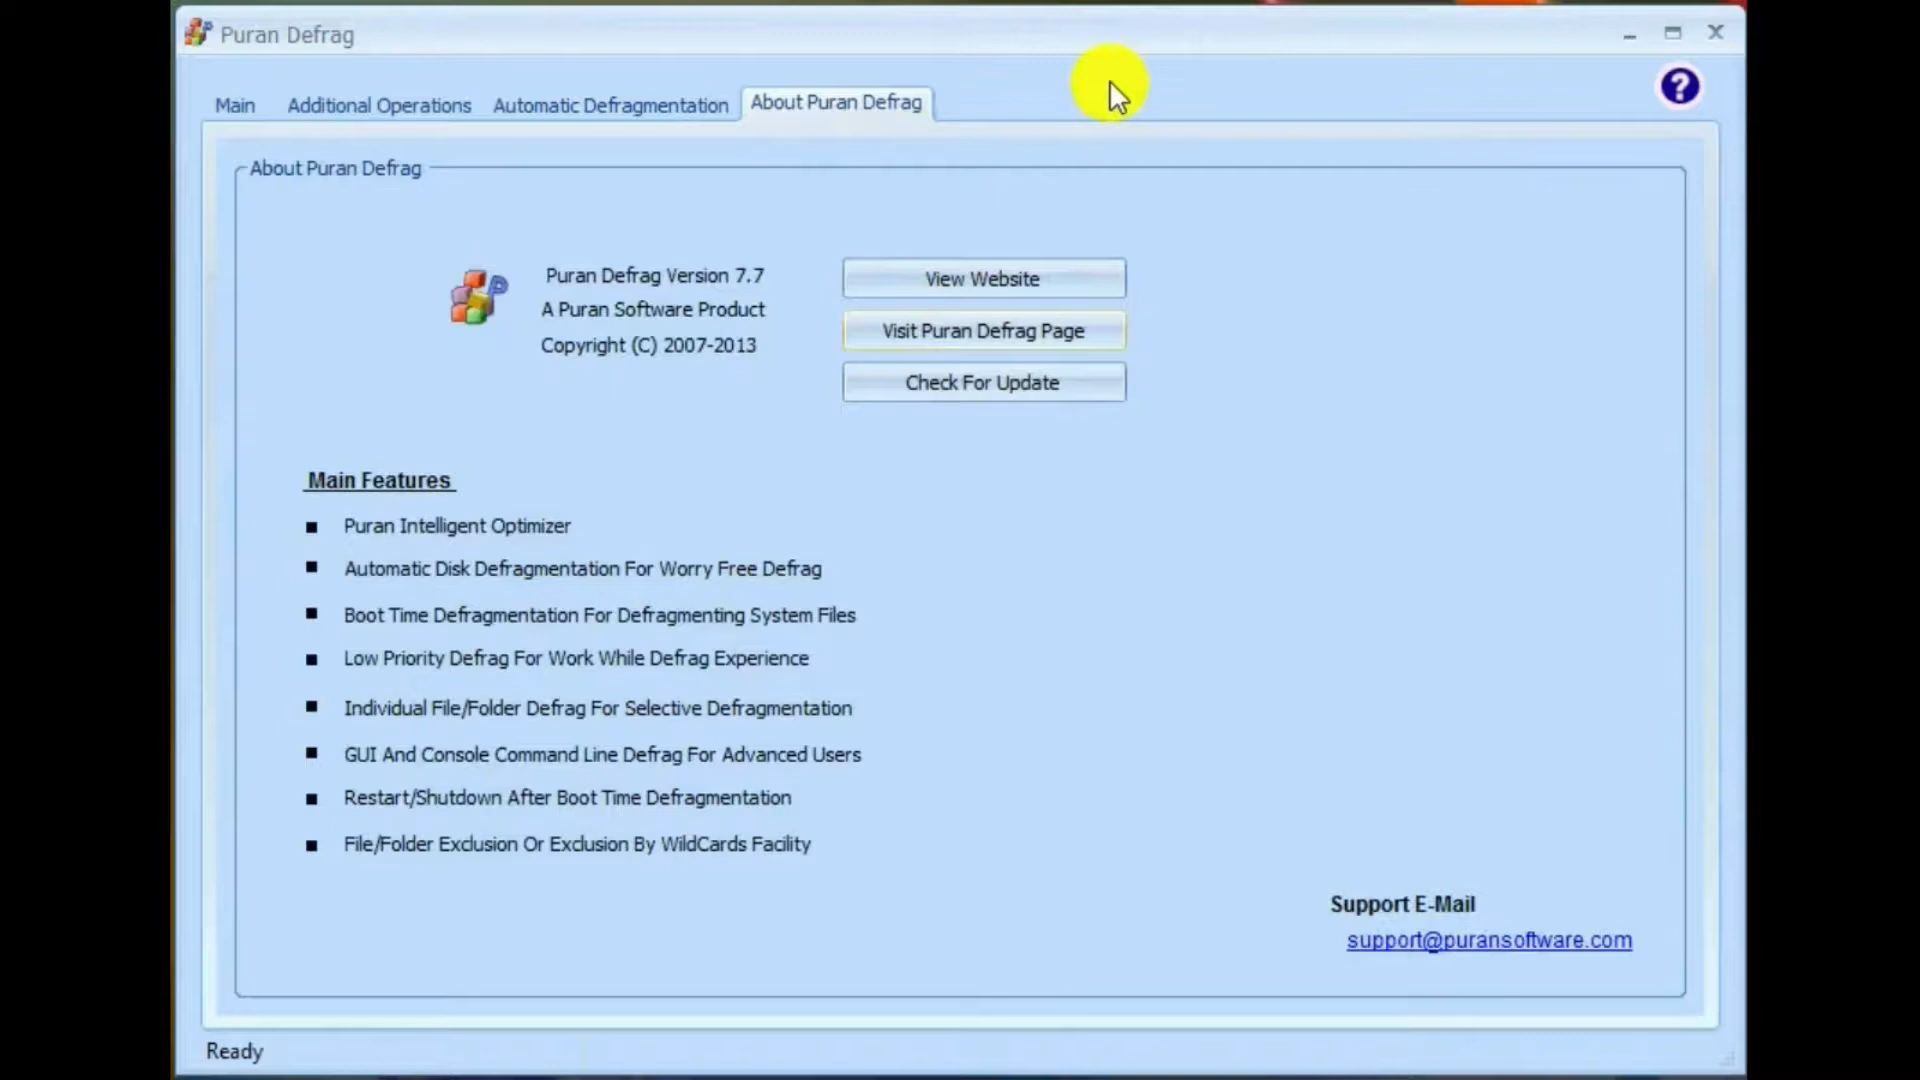 Puran Defrag
Main
Additional Operations
Automatic Defragmentation
About Puran Defrag
?
About Puran Defrag
Puran Defrag Version 7.7
A Puran Software Product
Copyright (C) 2007-2013
View Website
Visit Puran Defrag Page
Check For Update
Main Features
Puran Intelligent Optimizer
Automatic Disk Defragmentation For Worry Free Defrag
Boot Time Defragmentation For Defragmenting System Files
Low Priority Defrag For Work While Defrag Experience
Individual File/Folder Defrag For Selective Defragmentation
GUI And Console Command Line Defrag For Advanced Users
Restart/Shutdown After Boot Time Defragmentation
File/Folder Exclusion Or Exclusion By WildCards Facility
Support E-Mail
support@puransoftware.com
Ready